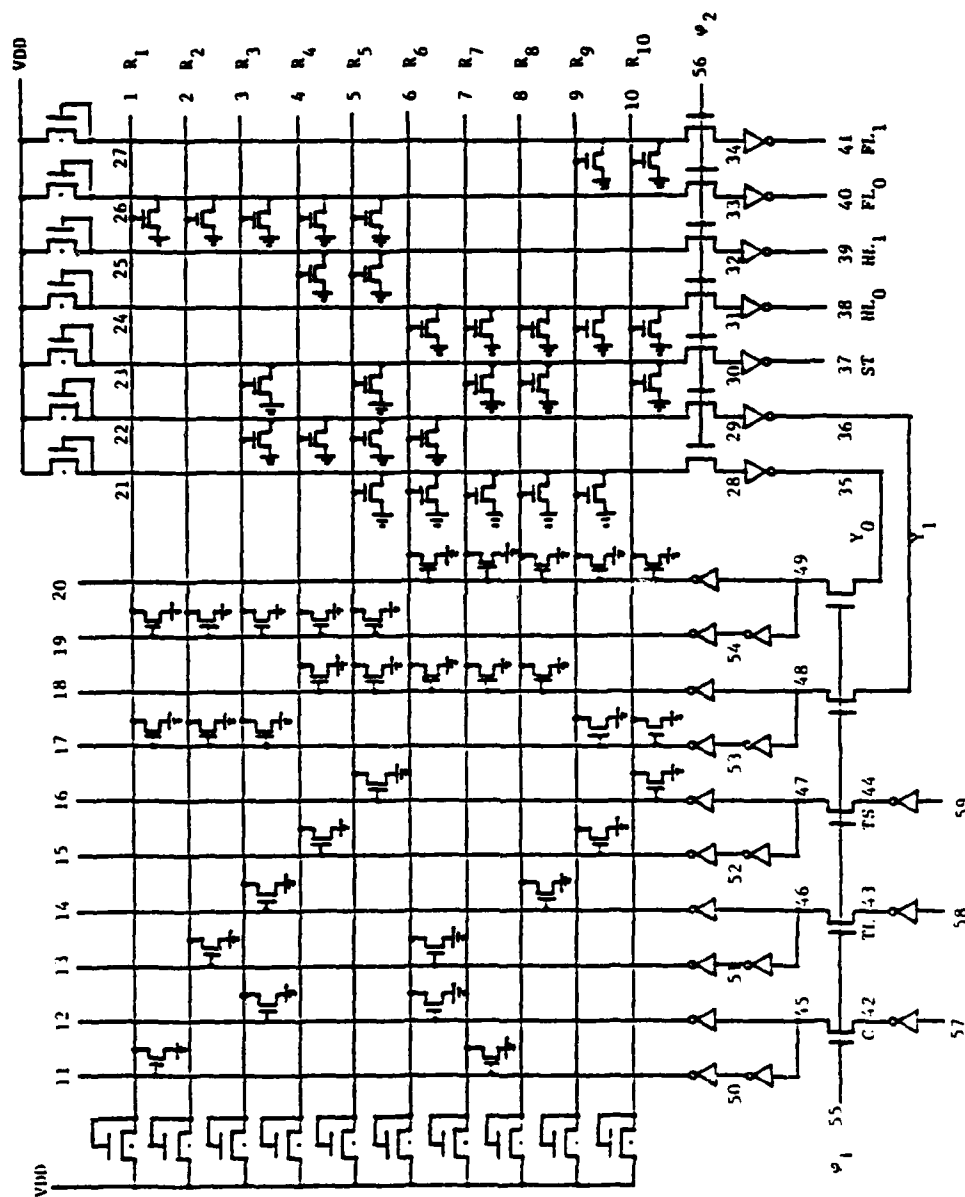 VDD
R1 R2 R3 R4 R5 R6 R7 R8 R9 R10 φ2
1 2 3 4 5 6 7 8 9 10 56
27 34 41 FL1
26 33 40 FL0
25 32 39 HL1
24 31 38 HL0
23 30 37 ST
22 29 36
21 28 35
Y0
Y1
20 49
19 54
18 48
17 53
16 47 44 TS 59
15 52
14 46 43 TL 58
13 51
12 45 42 C 57
11 50
55
φ1
VDD